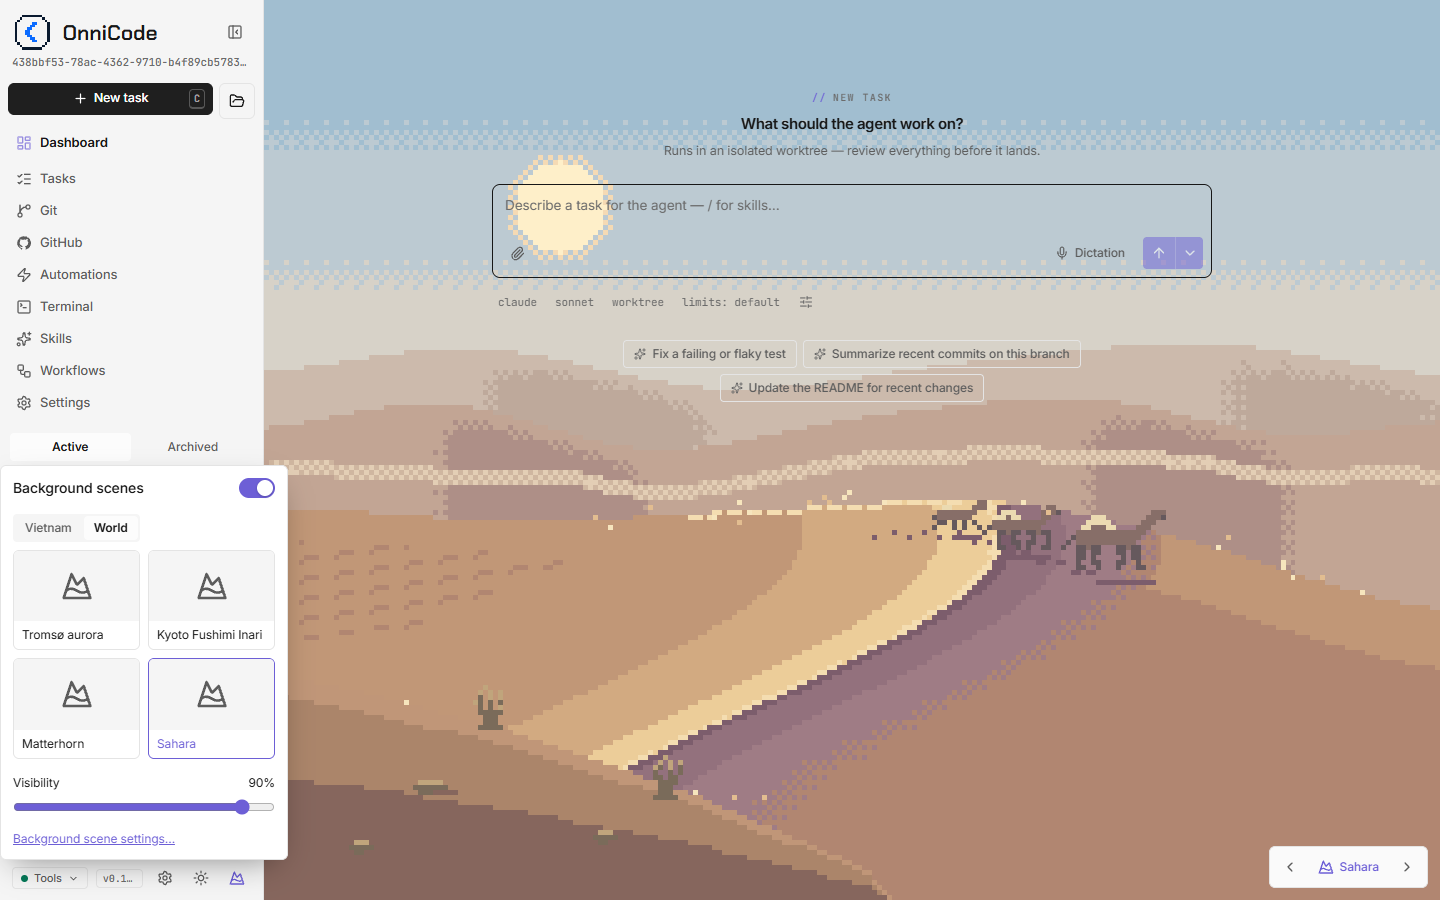 OnniCode
438bbf53-78ac-4362-9710-b4f89cb5783…
New task
C
Dashboard
Tasks
Git
GitHub
Automations
Terminal
Skills
Workflows
Settings
Active
Archived
Background scenes
Vietnam
World
Tromsø aurora
Kyoto Fushimi Inari
Matterhorn
Sahara
Visibility
90%
Background scene settings...
Tools
v0.1…
// NEW TASK
What should the agent work on?
Runs in an isolated worktree — review everything before it lands.
Describe a task for the agent — / for skills...
Dictation
claude
sonnet
worktree
limits: default
Fix a failing or flaky test
Summarize recent commits on this branch
Update the README for recent changes
Sahara